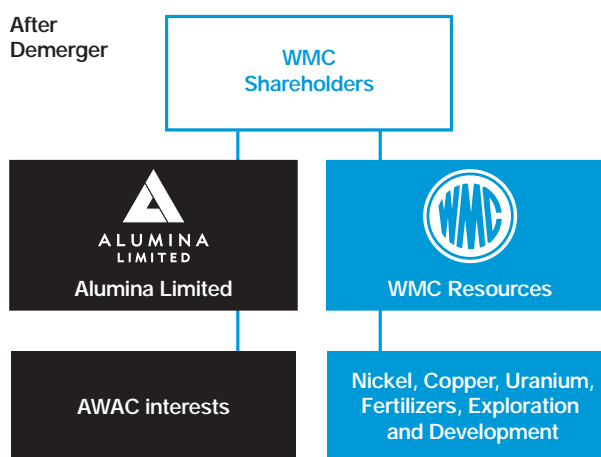 After
Demerger
WMC
Shareholders
ALUMINA
LIMITED
Alumina Limited
WMC
WMC Resources
AWAC interests
Nickel, Copper, Uranium,
Fertilizers, Exploration
and Development